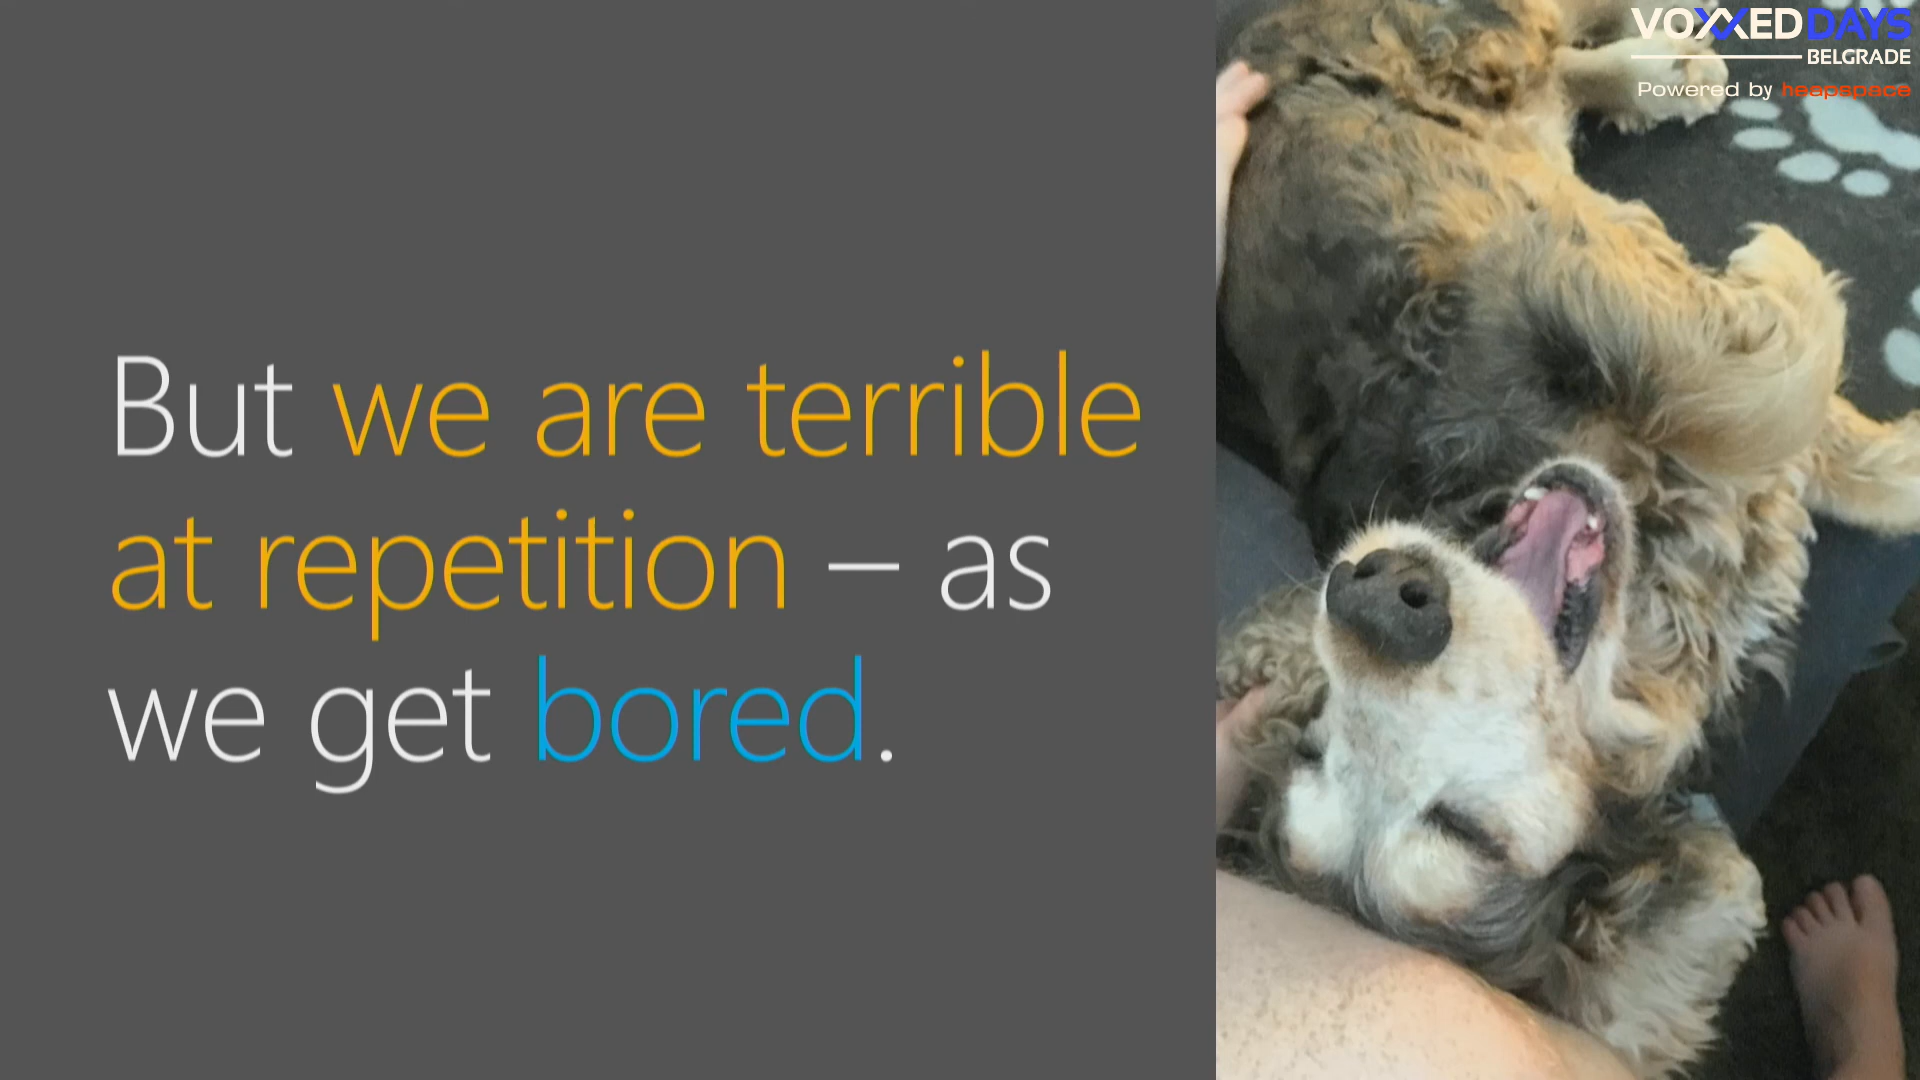 But we are terrible
at repetition – as
we get bored.
VOXXED DAYS
BELGRADE
Powered by heapspace